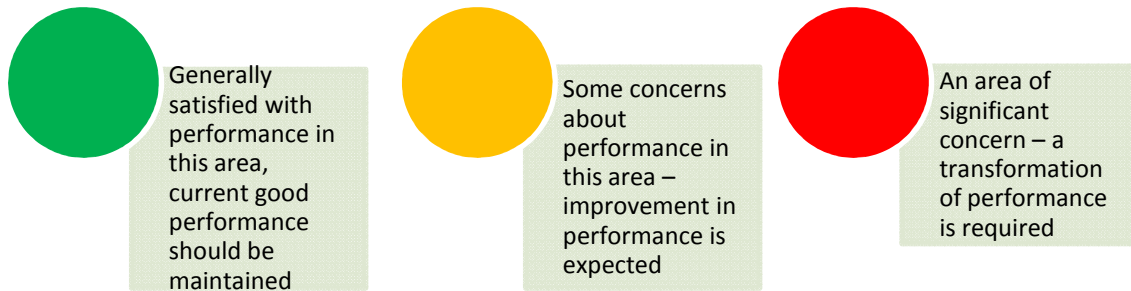 Generally
satisfied with
performance in
this area,
current good
performance
should be
maintained
Some concerns
about
performance in
this area –
improvement in
performance is
expected
An area of
significant
concern – a
transformation
of performance
is required